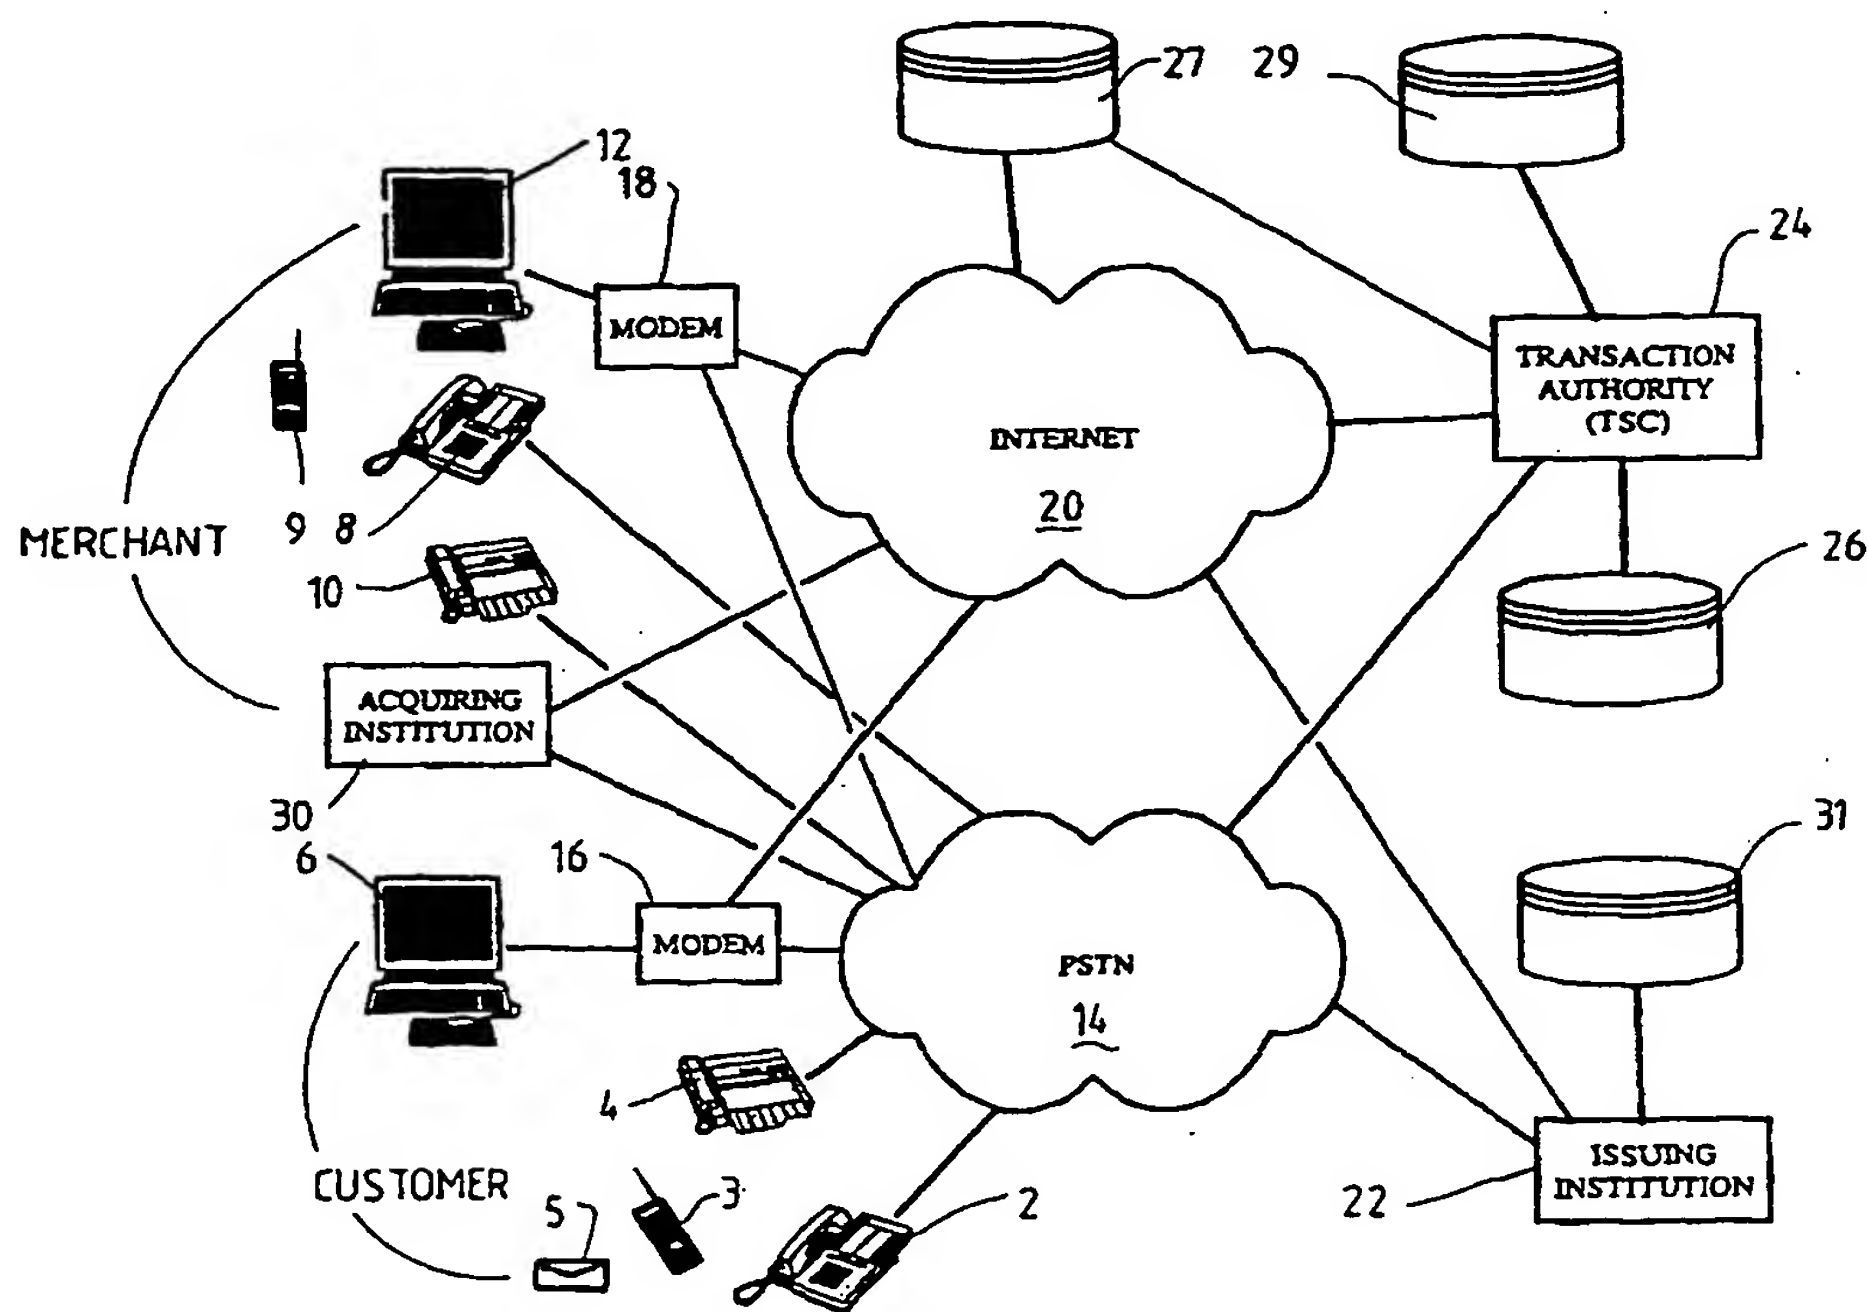 27
29
12
18
24
MODEM
TRANSACTION
AUTHORITY
(TSC)
INTERNET
20
9
8
MERCHANT
26
10
ACQUIRING
INSTITUTION
30
31
6
16
MODEM
PSTN
14
4
ISSUING
INSTITUTION
CUSTOMER
3
2
22
5